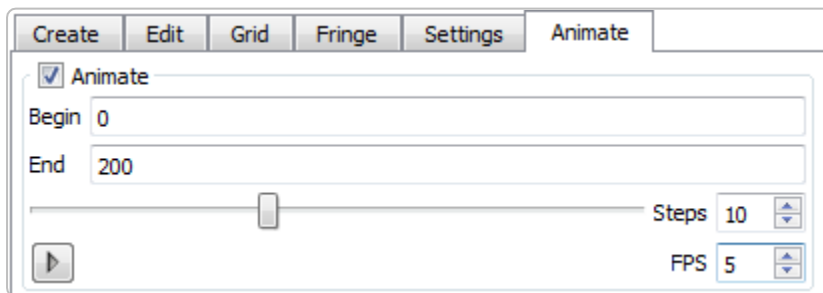 Create Edit Grid Fringe Settings Animate
Animate
Begin 0
End 200
Steps 10
FPS 5